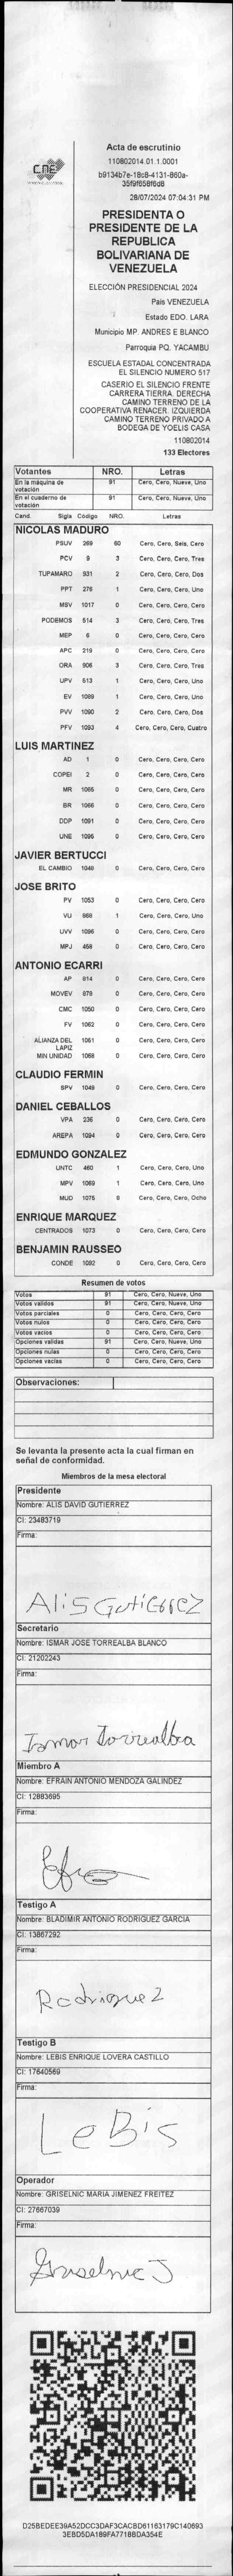 CNE
Acta de escrutinio
110802014.01.1.0001
b9134b7e-18c8-4131-860a-
35f9f658f6d8
28/07/2024 07:04:31 PM
PRESIDENTA O
PRESIDENTE DE LA
REPUBLICA
BOLIVARIANA DE
VENEZUELA
ELECCIÓN PRESIDENCIAL 2024
Pais VENEZUELA
Estado EDO. LARA
Municipio MP. ANDRES E BLANCO
Parroquia PQ. YACAMBU
ESCUELA ESTADAL CONCENTRADA
EL SILENCIO NUMERO 517
CASERIO EL SILENCIO FRENTE
CARRERA TIERRA. DERECHA
CAMINO TERRENO DE LA
COOPERATIVA RENACER. IZQUIERDA
CAMINO TERRENO PRIVADO A
BODEGA DE YOELIS CASA
110802014
133 Electores
Votantes NRO. Letras
En la máquina de votación 91 Cero, Cero, Nueve, Uno
En el cuaderno de votación 91 Cero, Cero, Nueve, Uno
Cand. Sigla Código NRO. Letras
NICOLAS MADURO
PSUV 269 60 Cero, Cero, Seis, Cero
PCV 9 3 Cero, Cero, Cero, Tres
TUPAMARO 931 2 Cero, Cero, Cero, Dos
PPT 276 1 Cero, Cero, Cero, Uno
MSV 1017 0 Cero, Cero, Cero, Cero
PODEMOS 514 3 Cero, Cero, Cero, Tres
MEP 6 0 Cero, Cero, Cero, Cero
APC 219 0 Cero, Cero, Cero, Cero
ORA 906 3 Cero, Cero, Cero, Tres
UPV 513 1 Cero, Cero, Cero, Uno
EV 1089 1 Cero, Cero, Cero, Uno
PVV 1090 2 Cero, Cero, Cero, Dos
PFV 1093 4 Cero, Cero, Cero, Cuatro
LUIS MARTINEZ
AD 1 0 Cero, Cero, Cero, Cero
COPEI 2 0 Cero, Cero, Cero, Cero
MR 1055 0 Cero, Cero, Cero, Cero
BR 1066 0 Cero, Cero, Cero, Cero
DDP 1091 0 Cero, Cero, Cero, Cero
UNE 1095 0 Cero, Cero, Cero, Cero
JAVIER BERTUCCI
EL CAMBIO 1046 0 Cero, Cero, Cero, Cero
JOSE BRITO
PV 1053 0 Cero, Cero, Cero, Cero
VU 968 1 Cero, Cero, Cero, Uno
UVV 1096 0 Cero, Cero, Cero, Cero
MPJ 458 0 Cero, Cero, Cero, Cero
ANTONIO ECARRI
AP 814 0 Cero, Cero, Cero, Cero
MOVEV 979 0 Cero, Cero, Cero, Cero
CMC 1050 0 Cero, Cero, Cero, Cero
FV 1062 0 Cero, Cero, Cero, Cero
ALIANZA DEL LAPIZ 1061 0 Cero, Cero, Cero, Cero
MIN UNIDAD 1068 0 Cero, Cero, Cero, Cero
CLAUDIO FERMIN
SPV 1049 0 Cero, Cero, Cero, Cero
DANIEL CEBALLOS
VPA 236 0 Cero, Cero, Cero, Cero
AREPA 1094 0 Cero, Cero, Cero, Cero
EDMUNDO GONZALEZ
UNTC 460 1 Cero, Cero, Cero, Uno
MPV 1069 1 Cero, Cero, Cero, Uno
MUD 1075 8 Cero, Cero, Cero, Ocho
ENRIQUE MARQUEZ
CENTRADOS 1073 0 Cero, Cero, Cero, Cero
BENJAMIN RAUSSEO
CONDE 1092 0 Cero, Cero, Cero, Cero
Resumen de votos
Votos 91 Cero, Cero, Nueve, Uno
Votos validos 91 Cero, Cero, Nueve, Uno
Votos parciales 0 Cero, Cero, Cero, Cero
Votos nulos 0 Cero, Cero, Cero, Cero
Votos vacios 0 Cero, Cero, Cero, Cero
Opciones validas 91 Cero, Cero, Nueve, Uno
Opciones nulas 0 Cero, Cero, Cero, Cero
Opciones vacias 0 Cero, Cero, Cero, Cero
Observaciones:
Se levanta la presente acta la cual firman en
señal de conformidad.
Miembros de la mesa electoral
Presidente
Nombre: ALIS DAVID GUTIERREZ
CI: 23483719
Firma:
Alis Gutierrez
Secretario
Nombre: ISMAR JOSE TORREALBA BLANCO
CI: 21202243
Firma:
Ismar Torrealba
Miembro A
Nombre: EFRAIN ANTONIO MENDOZA GALINDEZ
CI: 12883695
Firma:
Testigo A
Nombre: BLADIMIR ANTONIO RODRIGUEZ GARCIA
CI: 13867292
Firma:
Rodriguez
Testigo B
Nombre: LEBIS ENRIQUE LOVERA CASTILLO
CI: 17640569
Firma:
LeBis
Operador
Nombre: GRISELNIC MARIA JIMENEZ FREITEZ
CI: 27667039
Firma:
Griselnic J
D25BEDEE39A52DCC3DAF3CACBD61163179C140693
3EBD5DA189FA7716BDA354E